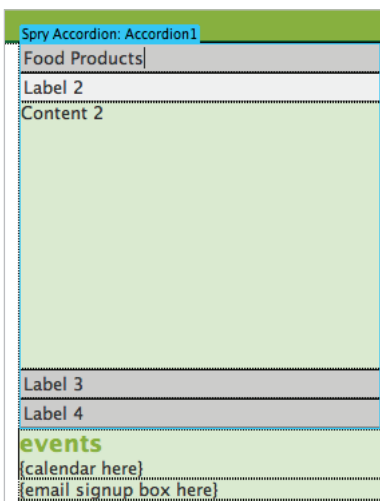 Spry Accordion: Accordion1
Food Products
Label 2
Content 2
Label 3
Label 4
events
{calendar here}
{email signup box here}